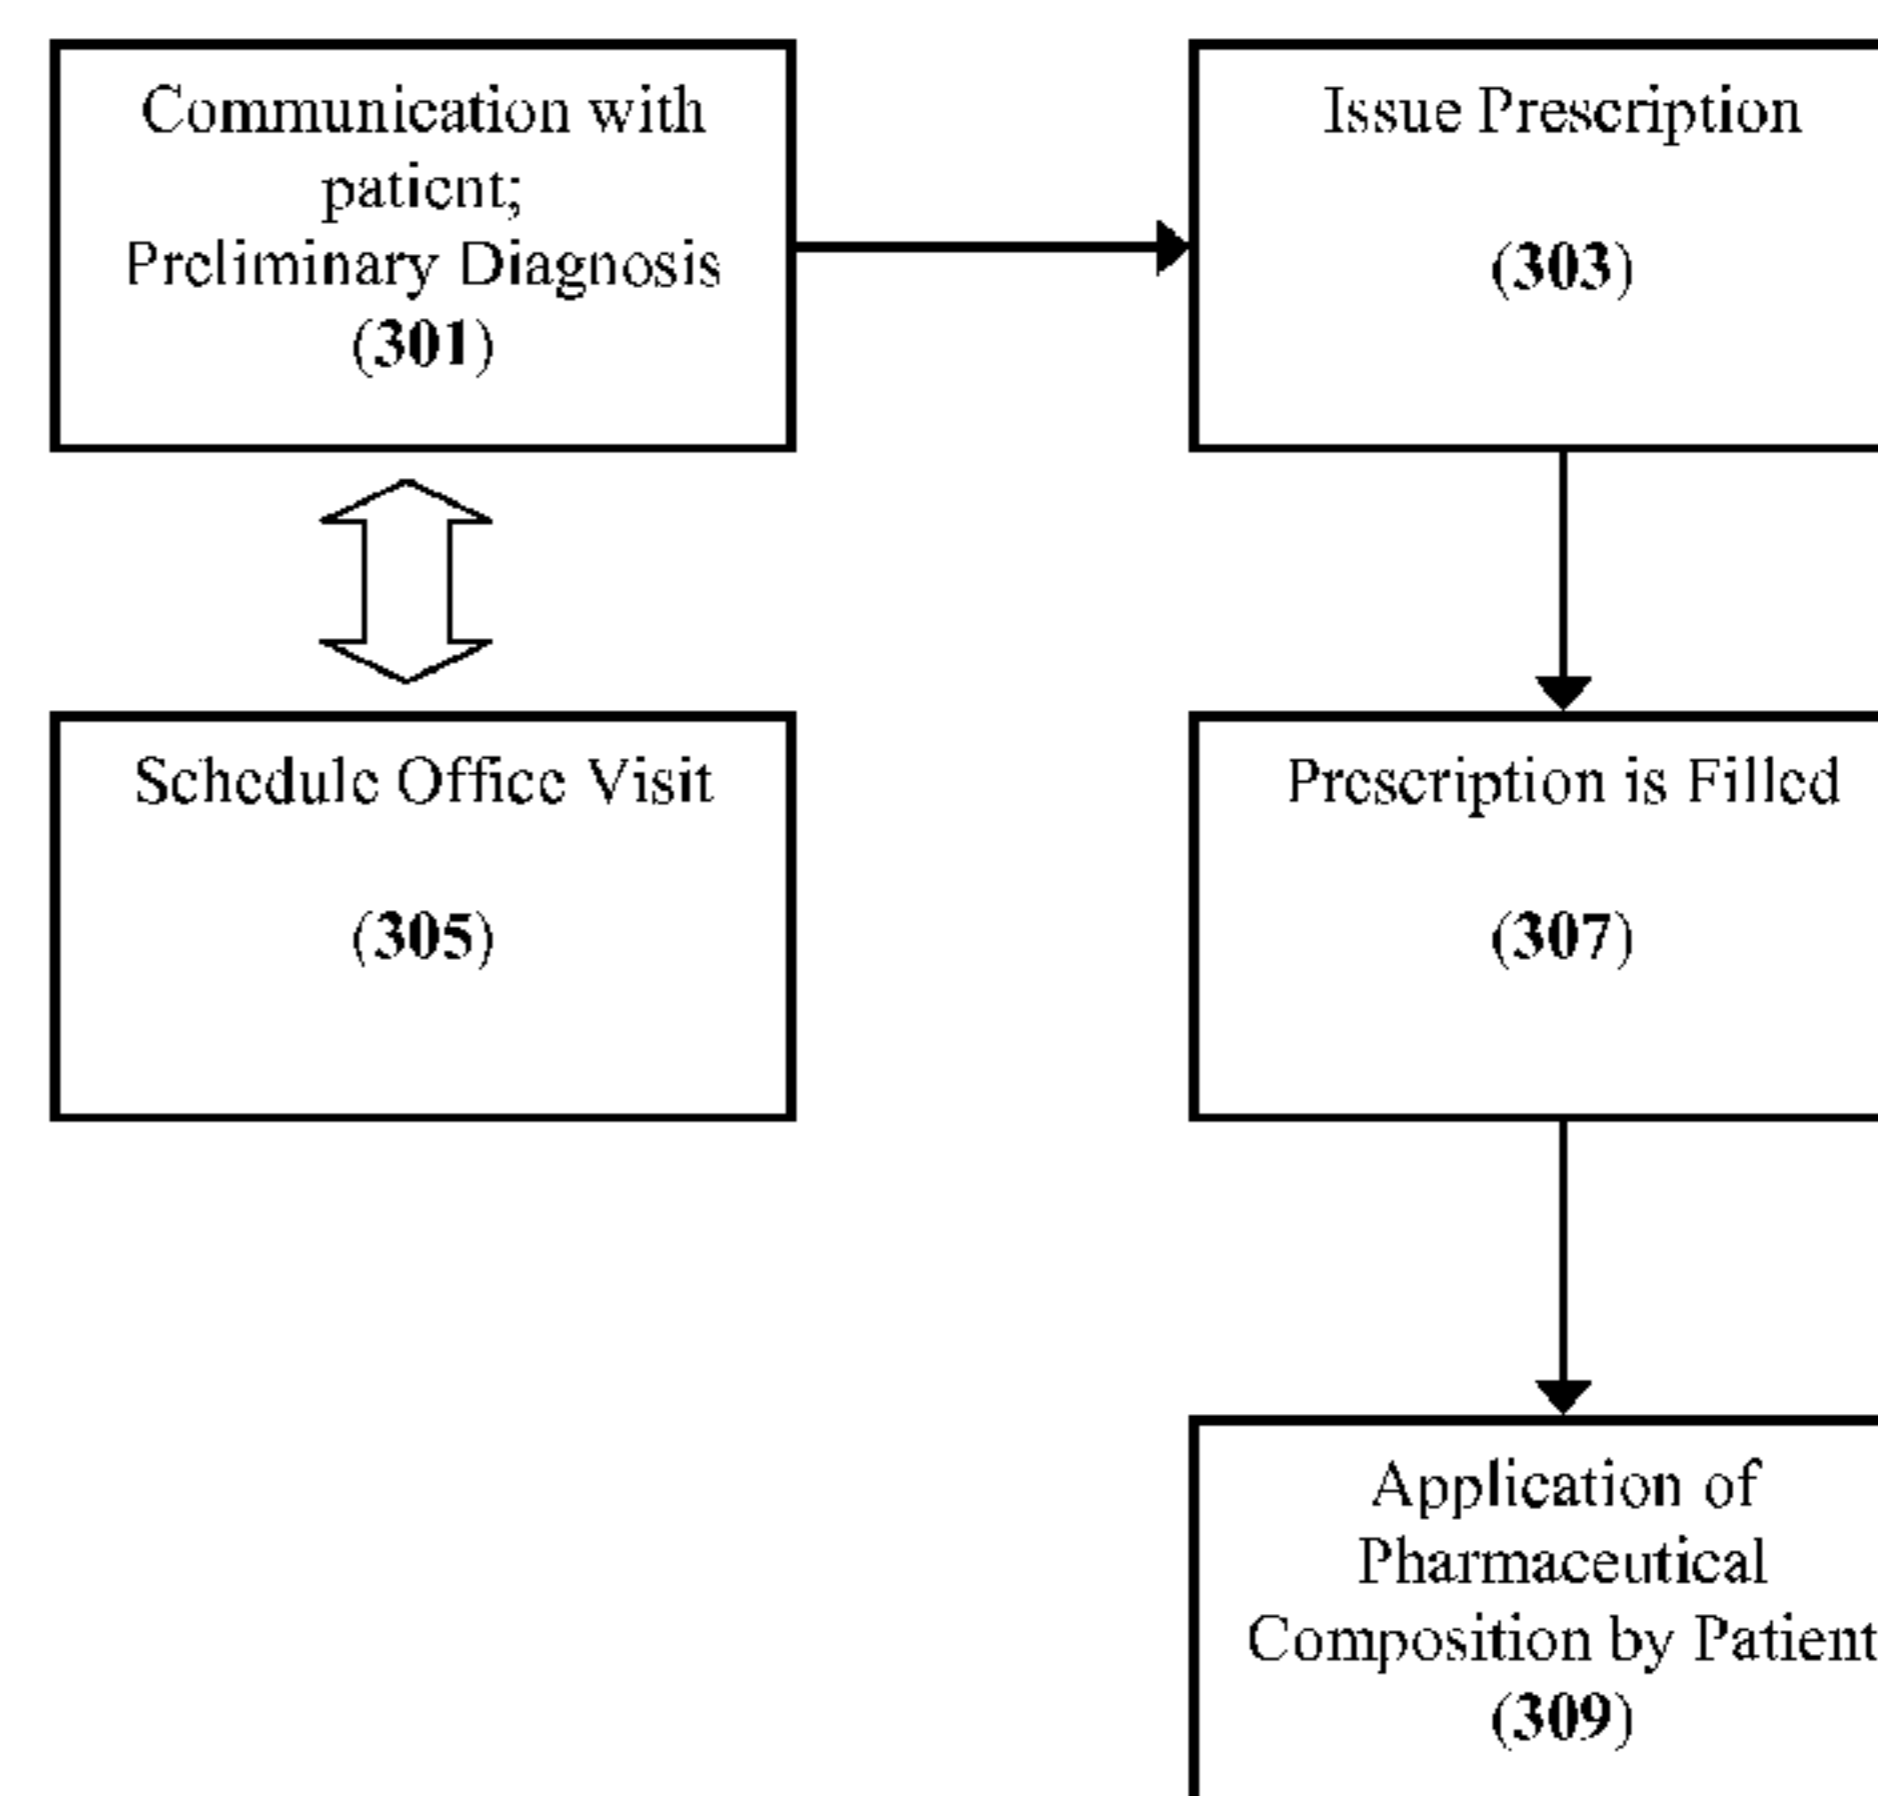 Communication with
patient;
Preliminary Diagnosis
(301)
Issue Prescription
(303)
Schedule Office Visit
(305)
Prescription is Filled
(307)
Application of
Pharmaceutical
Composition by Patient
(309)